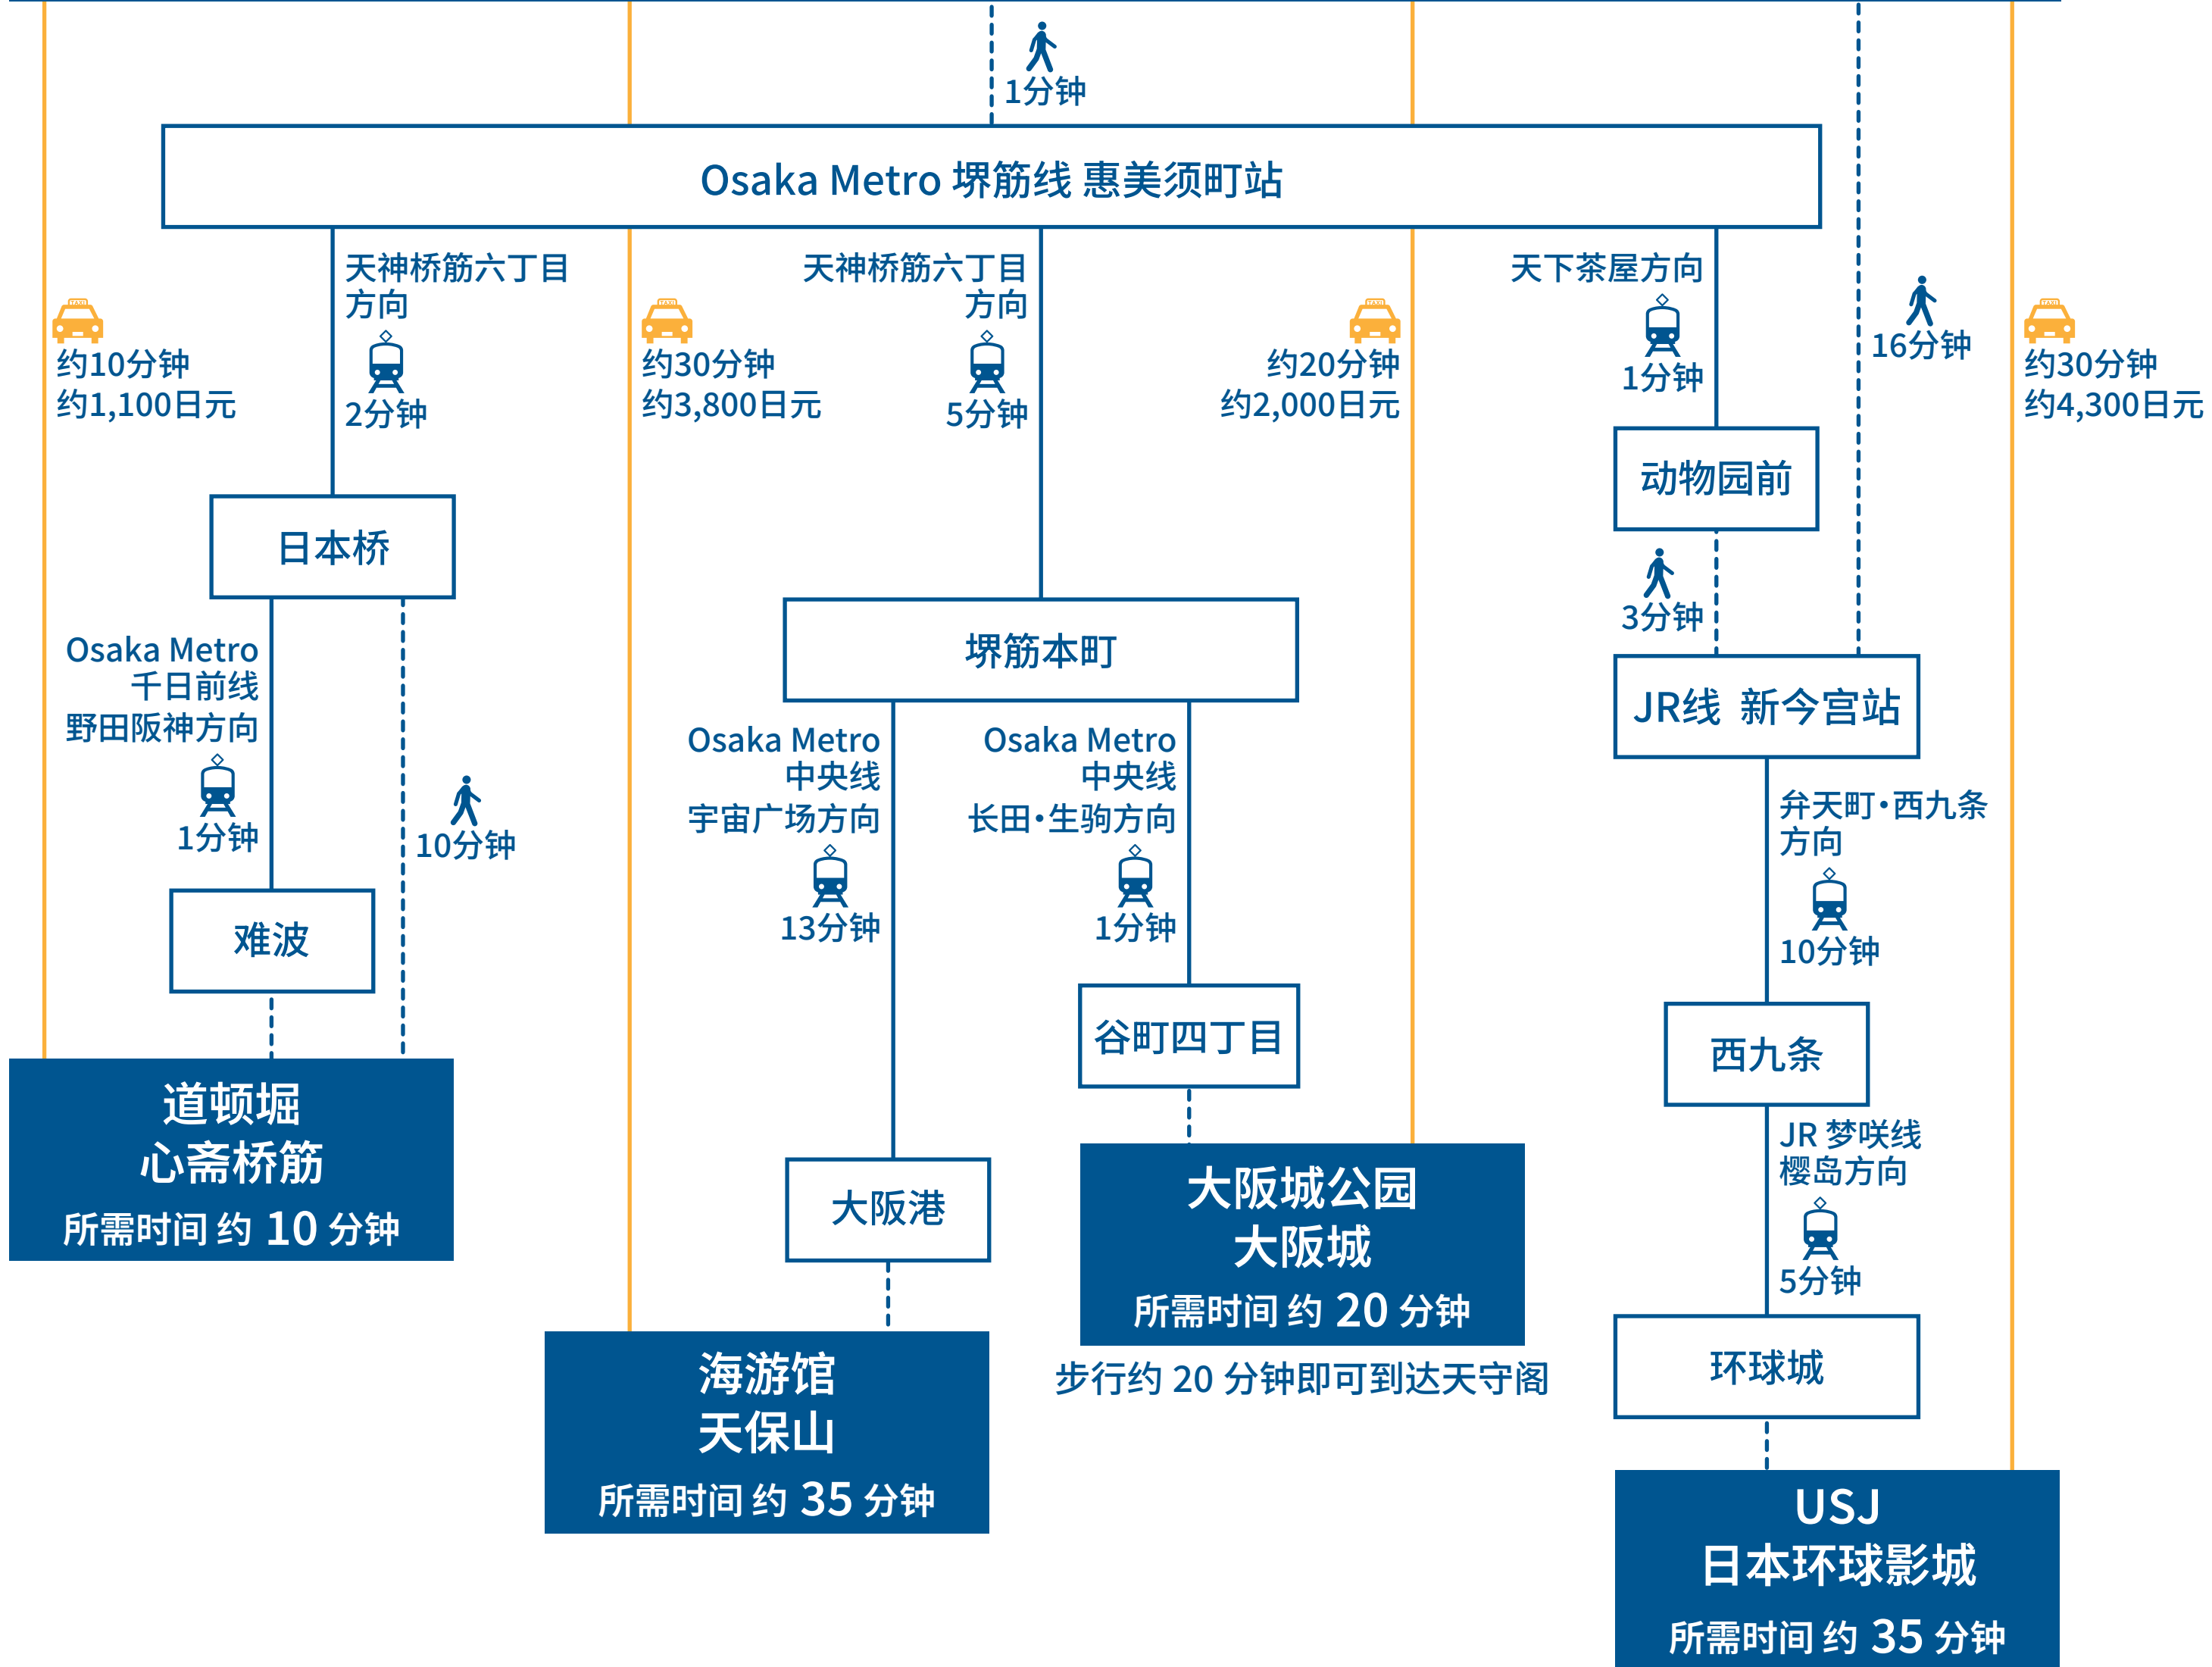 1分钟
Osaka Metro 堺筋线 惠美须町站
约10分钟
约1,100日元
天神桥筋六丁目
方向
2分钟
约30分钟
约3,800日元
天神桥筋六丁目
方向
5分钟
约20分钟
约2,000日元
天下茶屋方向
1分钟
16分钟
约30分钟
约4,300日元
动物园前
日本桥
3分钟
堺筋本町
JR线 新今宫站
Osaka Metro
千日前线
野田阪神方向
1分钟
10分钟
Osaka Metro
中央线
宇宙广场方向
13分钟
Osaka Metro
中央线
长田・生驹方向
1分钟
弁天町・西九条
方向
10分钟
难波
谷町四丁目
西九条
道顿堀
心斋桥筋
所需时间 约 10 分钟
JR 梦咲线
樱岛方向
5分钟
大阪港
大阪城公园
大阪城
所需时间 约 20 分钟
步行约 20 分钟即可到达天守阁
环球城
海游馆
天保山
所需时间 约 35 分钟
USJ
日本环球影城
所需时间 约 35 分钟